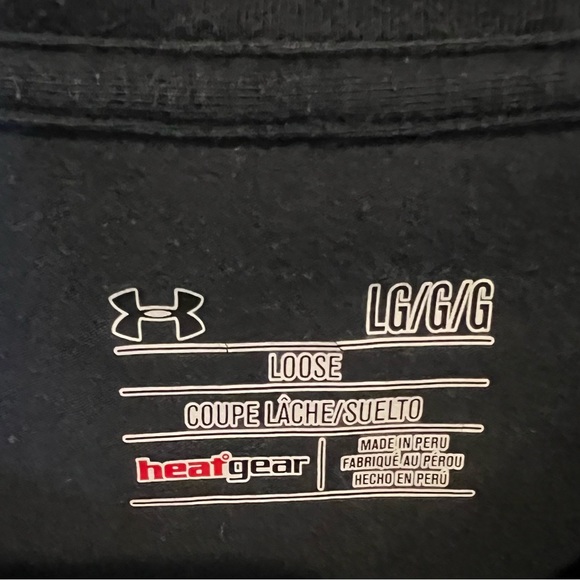 LG/G/G
LOOSE
COUPE LÂCHE/SUELTO
heatgear
MADE IN PERU
FABRIQUÉ AU PÉROU
HECHO EN PERÚ